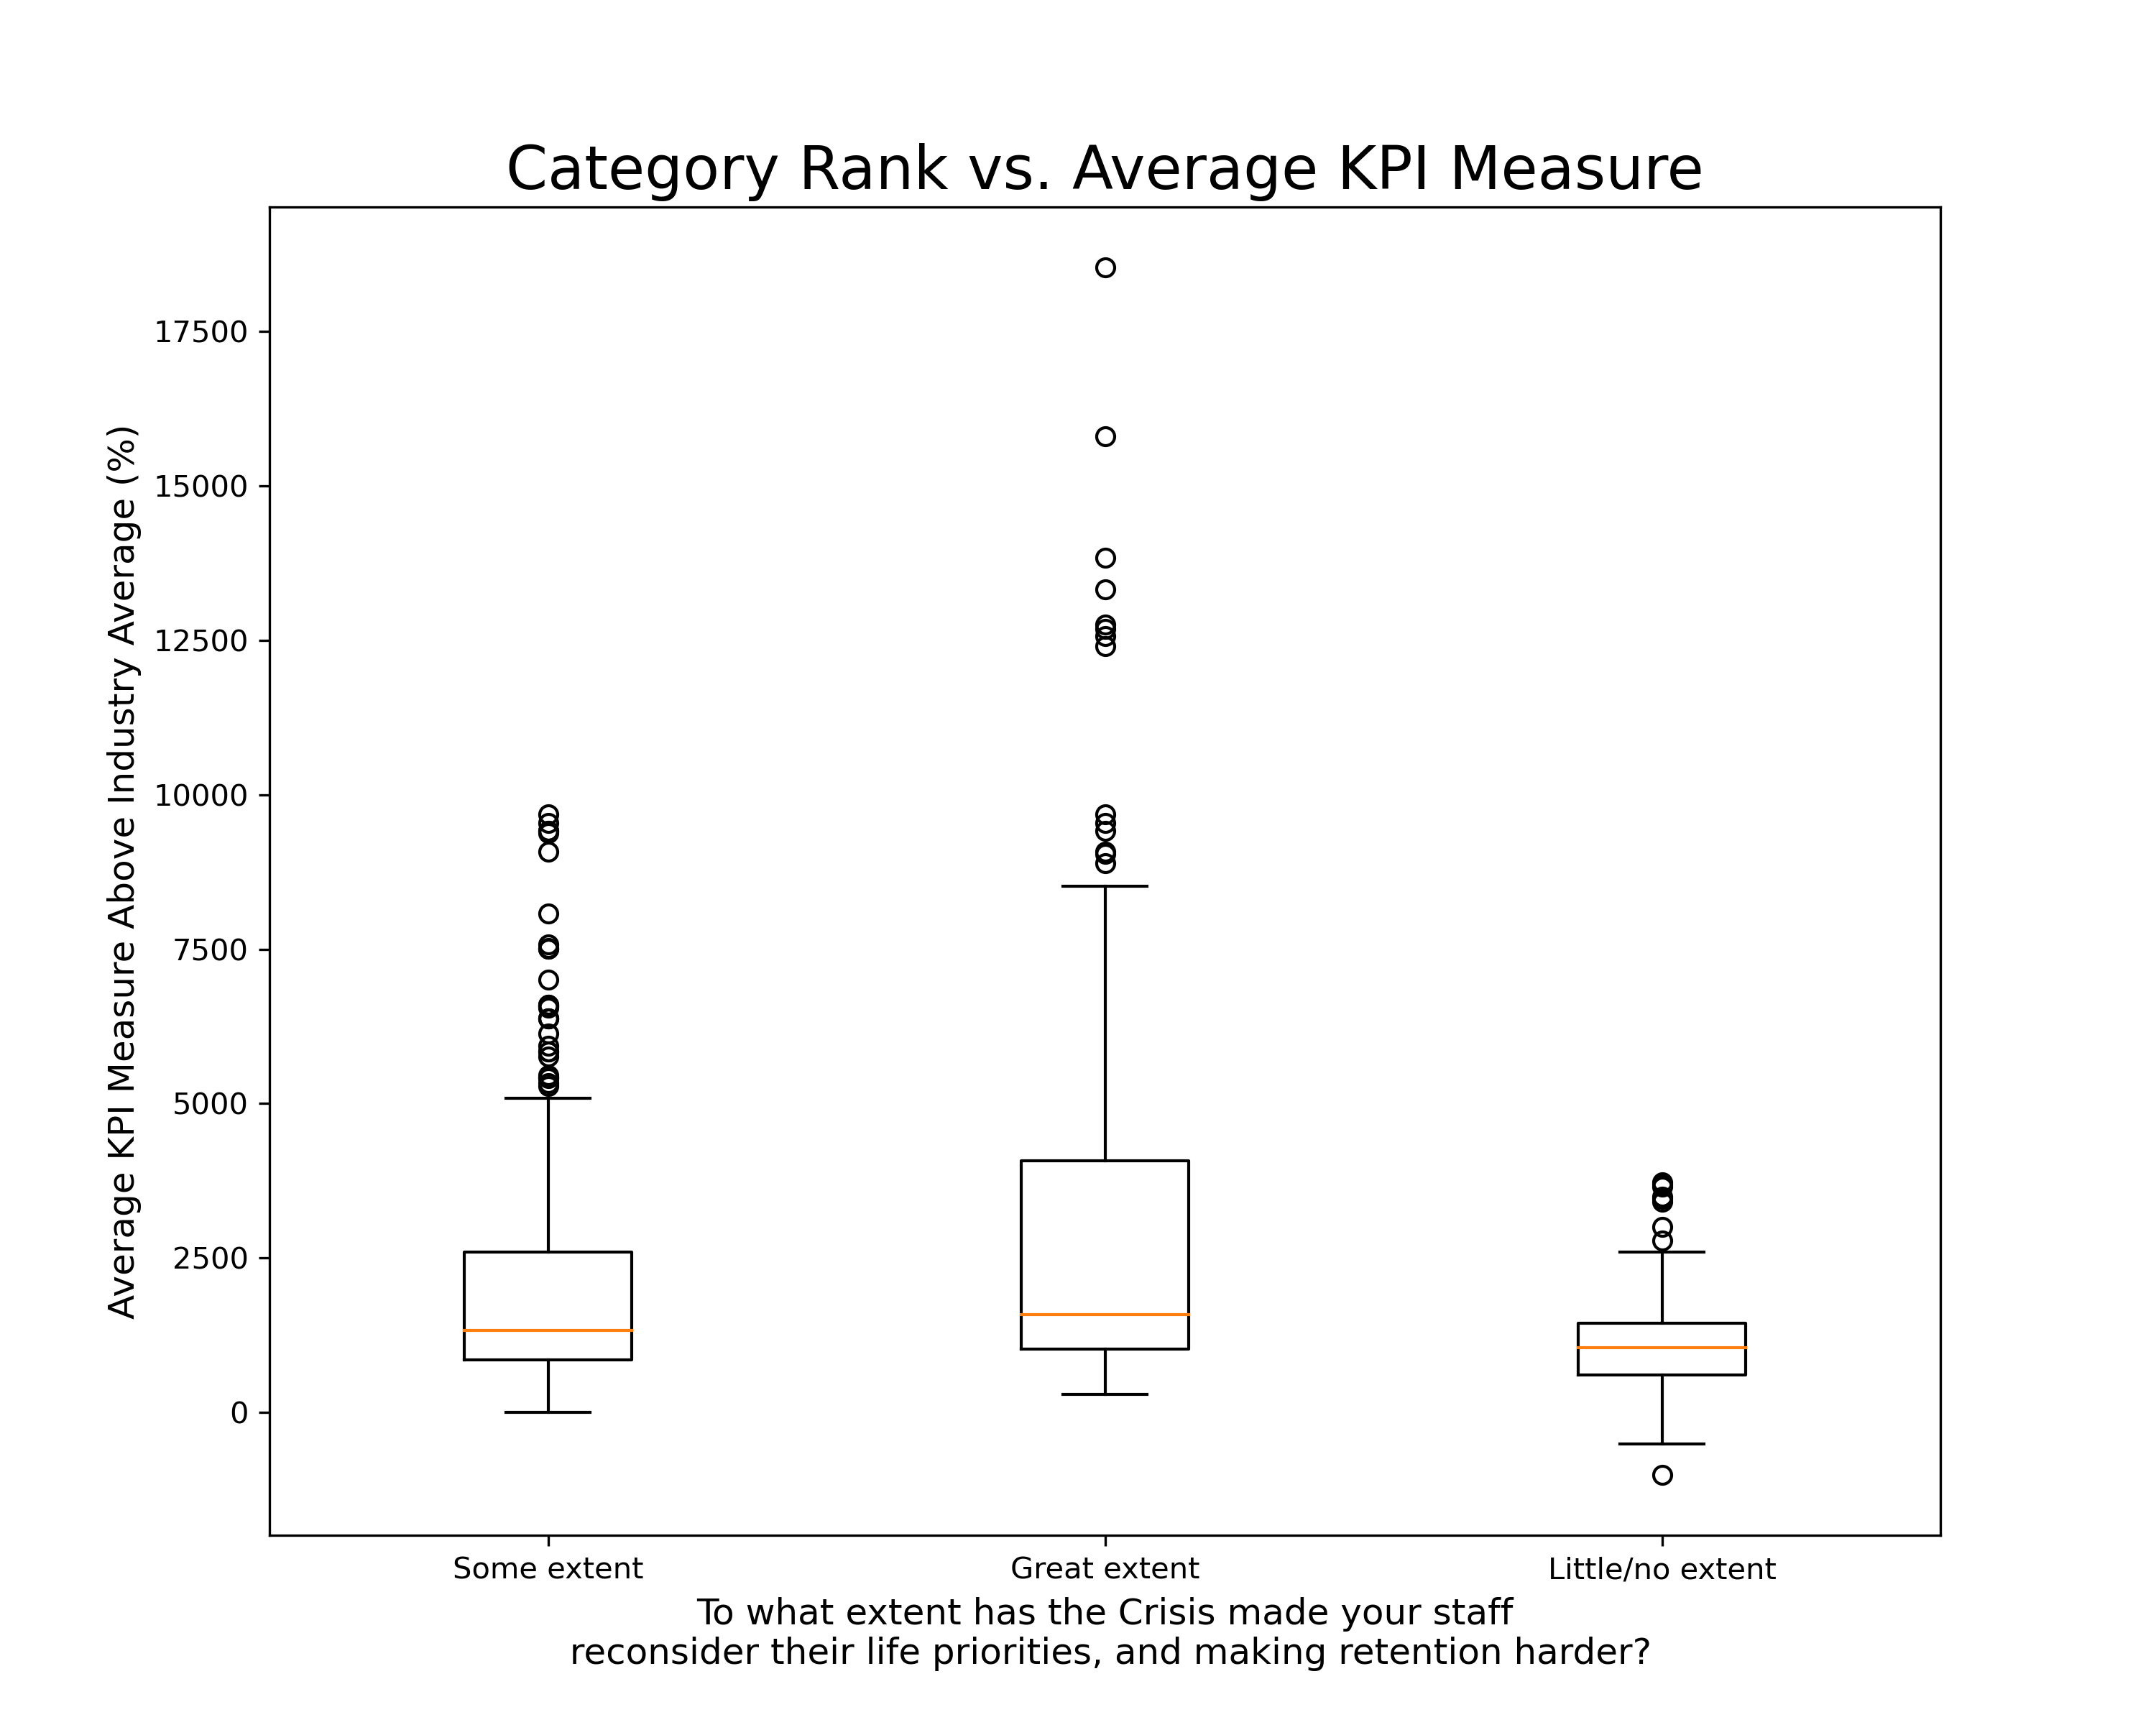 Category Rank vs. Average KPI Measure
Average KPI Measure Above Industry Average (%)
17500
15000
12500
10000
7500
5000
2500
0
Some extent
Great extent
Little/no extent
To what extent has the Crisis made your staff
reconsider their life priorities, and making retention harder?